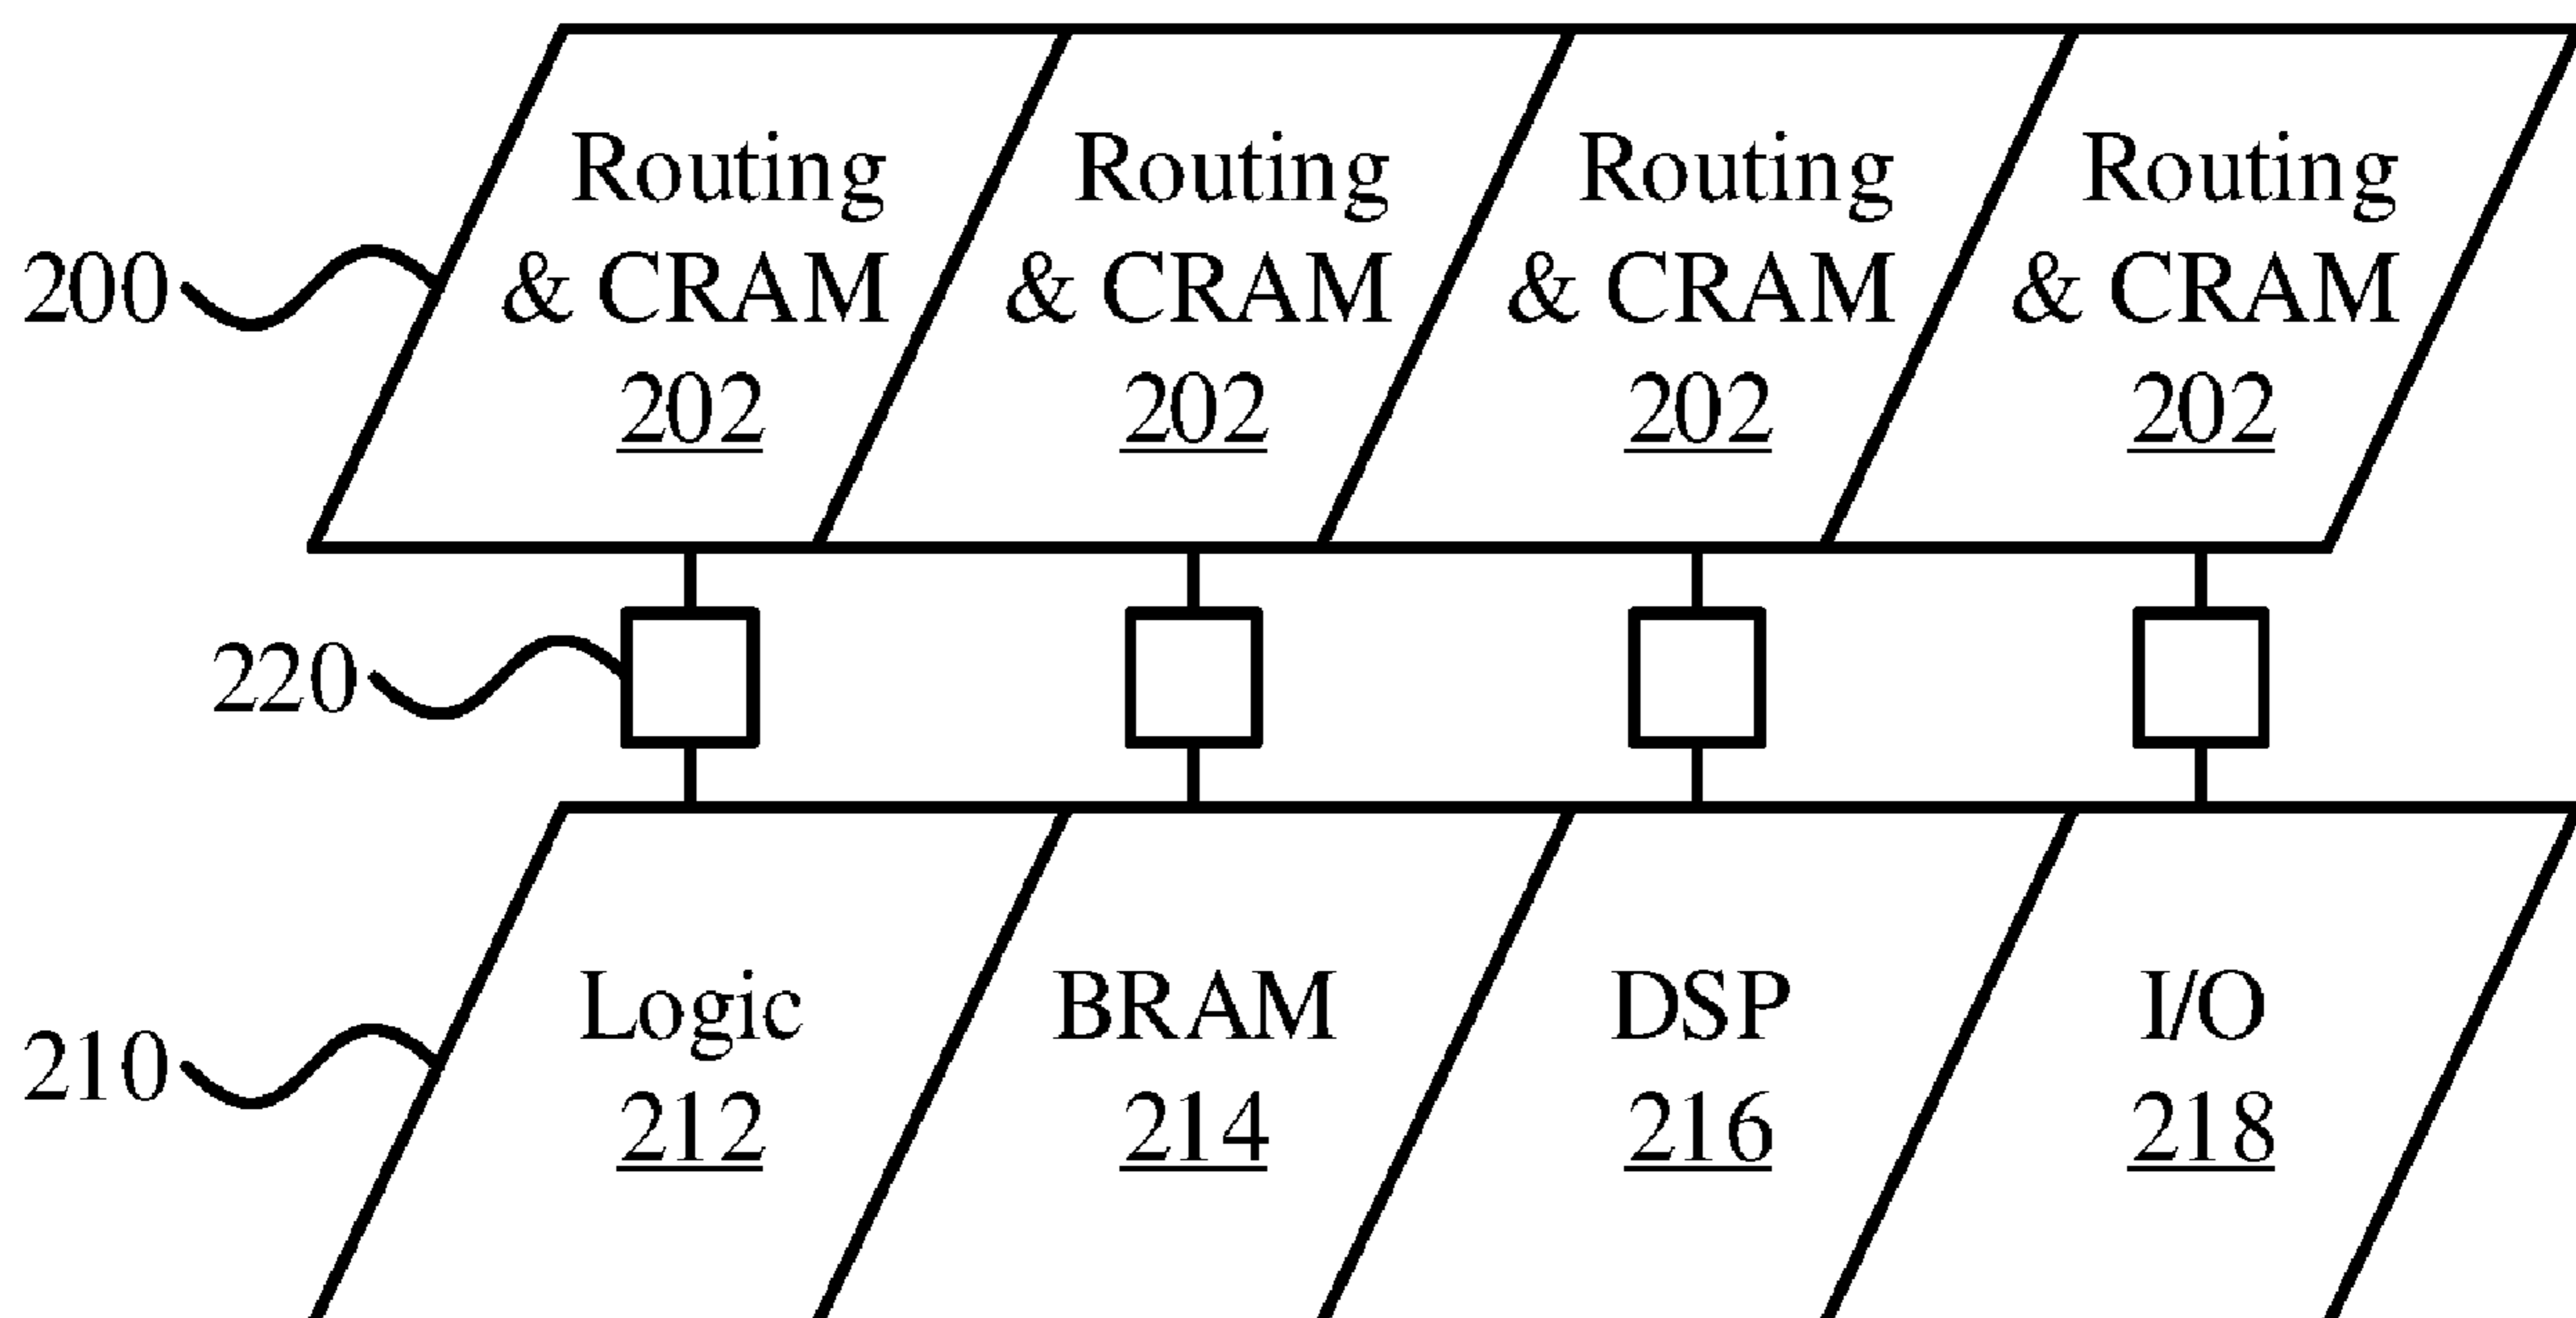 Routing Routing Routing Routing
200 & CRAM & CRAM & CRAM & CRAM
202 202 202 202
220
Logic BRAM DSP I/O
210 212 214 216 218